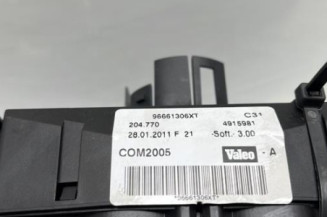 96661306XT C3*
204.770 4915981
28.01.2011 F 21 -Soft.- 3.00
COM2005 Valeo - A
*96661306XT*